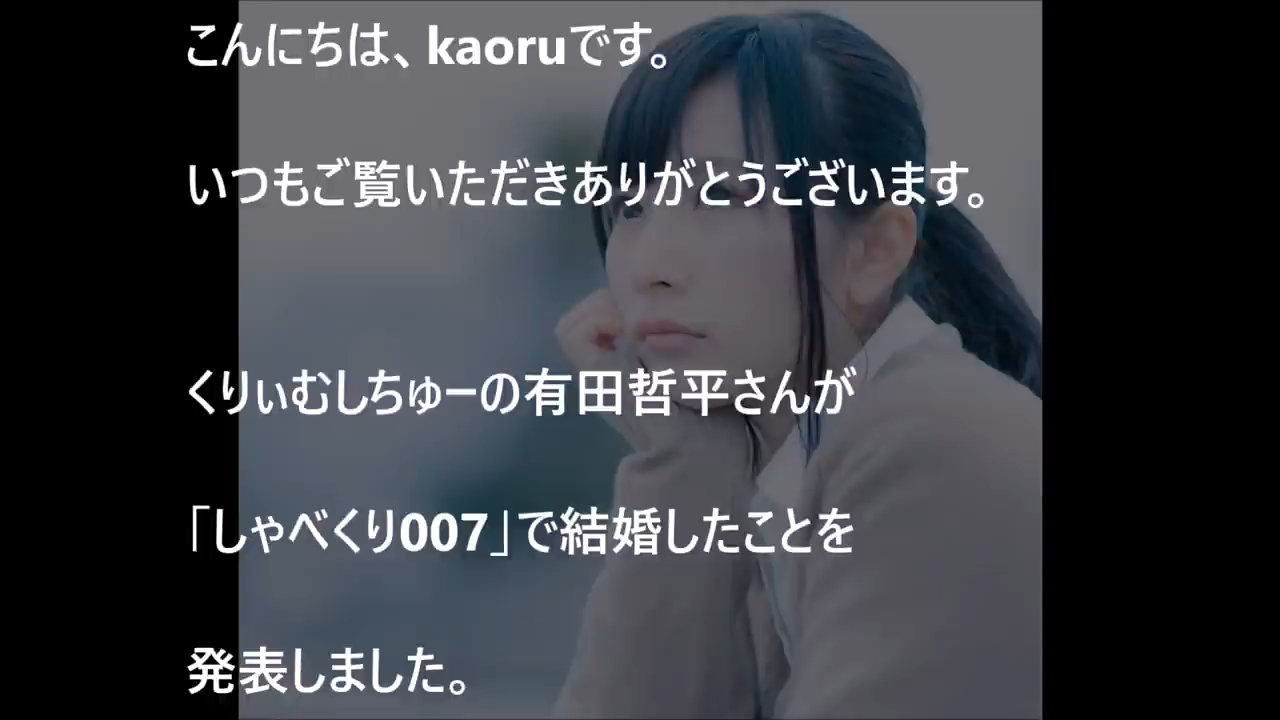 こんにちは、kaoruです。
いつもご覧いただきありがとうございます。
くりぃむしちゅーの有田哲平さんが
「しゃべくり007」で結婚したことを
発表しました。